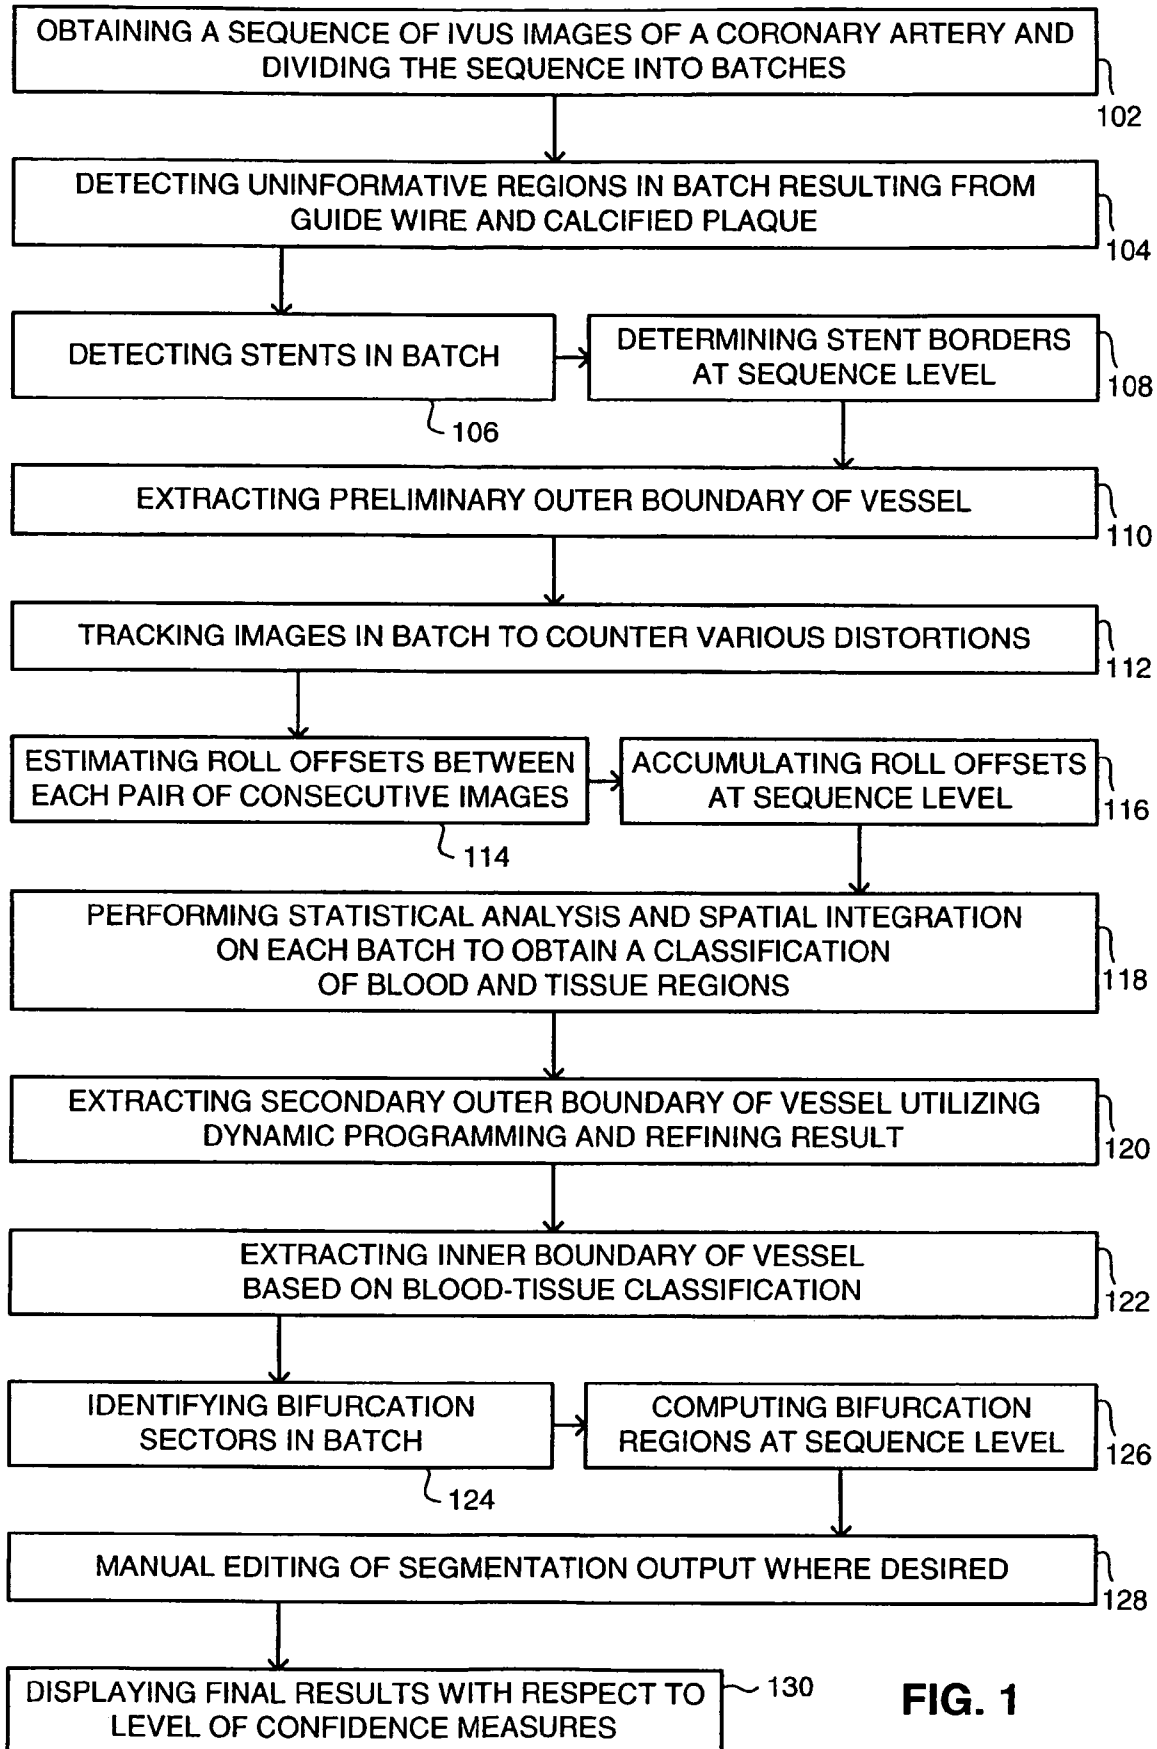 OBTAINING A SEQUENCE OF IVUS IMAGES OF A CORONARY ARTERY AND
DIVIDING THE SEQUENCE INTO BATCHES
102
DETECTING UNINFORMATIVE REGIONS IN BATCH RESULTING FROM
GUIDE WIRE AND CALCIFIED PLAQUE
104
DETECTING STENTS IN BATCH
106
DETERMINING STENT BORDERS
AT SEQUENCE LEVEL
108
EXTRACTING PRELIMINARY OUTER BOUNDARY OF VESSEL
110
TRACKING IMAGES IN BATCH TO COUNTER VARIOUS DISTORTIONS
112
ESTIMATING ROLL OFFSETS BETWEEN
EACH PAIR OF CONSECUTIVE IMAGES
114
ACCUMULATING ROLL OFFSETS
AT SEQUENCE LEVEL
116
PERFORMING STATISTICAL ANALYSIS AND SPATIAL INTEGRATION
ON EACH BATCH TO OBTAIN A CLASSIFICATION
OF BLOOD AND TISSUE REGIONS
118
EXTRACTING SECONDARY OUTER BOUNDARY OF VESSEL UTILIZING
DYNAMIC PROGRAMMING AND REFINING RESULT
120
EXTRACTING INNER BOUNDARY OF VESSEL
BASED ON BLOOD-TISSUE CLASSIFICATION
122
IDENTIFYING BIFURCATION
SECTORS IN BATCH
124
COMPUTING BIFURCATION
REGIONS AT SEQUENCE LEVEL
126
MANUAL EDITING OF SEGMENTATION OUTPUT WHERE DESIRED
128
DISPLAYING FINAL RESULTS WITH RESPECT TO
LEVEL OF CONFIDENCE MEASURES
130
FIG. 1